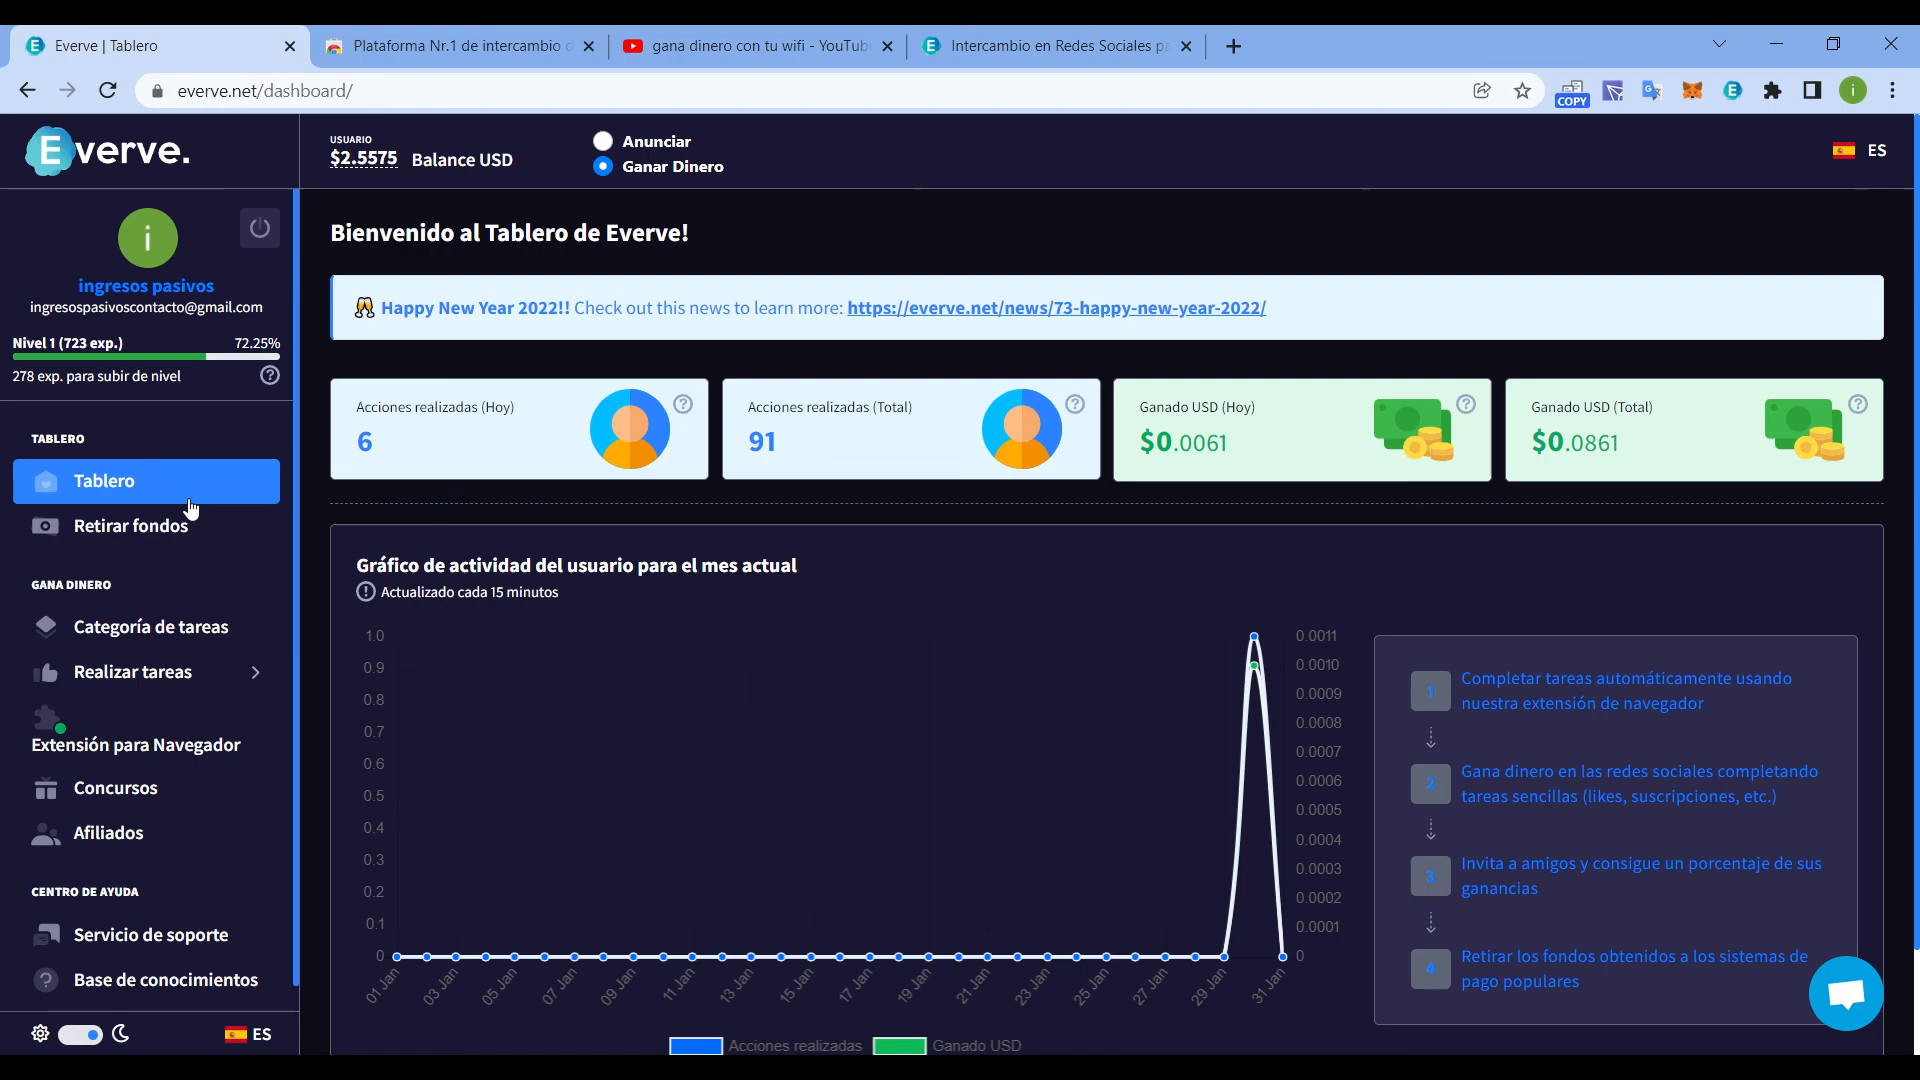 Everve | Tablero
Plataforma Nr.1 de intercambio
gana dinero con tu wifi - YouTub
Intercambio en Redes Sociales pa
everve.net/dashboard/
COPY
E
i
Everve.
USUARIO
$2.5575 Balance USD
Anunciar
Ganar Dinero
ES
i
ingresos pasivos
ingresospasivoscontacto@gmail.com
Nivel 1 (723 exp.) 72.25%
278 exp. para subir de nivel
TABLERO
Tablero
Retirar fondos
GANA DINERO
Categoría de tareas
Realizar tareas
Extensión para Navegador
Concursos
Afiliados
CENTRO DE AYUDA
Servicio de soporte
Base de conocimientos
ES
Bienvenido al Tablero de Everve!
Happy New Year 2022!! Check out this news to learn more: https://everve.net/news/73-happy-new-year-2022/
Acciones realizadas (Hoy)
6
Acciones realizadas (Total)
91
Ganado USD (Hoy)
$0.0061
Ganado USD (Total)
$0.0861
Gráfico de actividad del usuario para el mes actual
Actualizado cada 15 minutos
1.0
0.9
0.8
0.7
0.6
0.5
0.4
0.3
0.2
0.1
0
0.0011
0.0010
0.0009
0.0008
0.0007
0.0006
0.0005
0.0004
0.0003
0.0002
0.0001
0
01 Jan
03 Jan
05 Jan
07 Jan
09 Jan
11 Jan
13 Jan
15 Jan
17 Jan
19 Jan
21 Jan
23 Jan
25 Jan
27 Jan
29 Jan
31 Jan
Acciones realizadas
Ganado USD
1
Completar tareas automáticamente usando
nuestra extensión de navegador
2
Gana dinero en las redes sociales completando
tareas sencillas (likes, suscripciones, etc.)
3
Invita a amigos y consigue un porcentaje de sus
ganancias
4
Retirar los fondos obtenidos a los sistemas de
pago populares